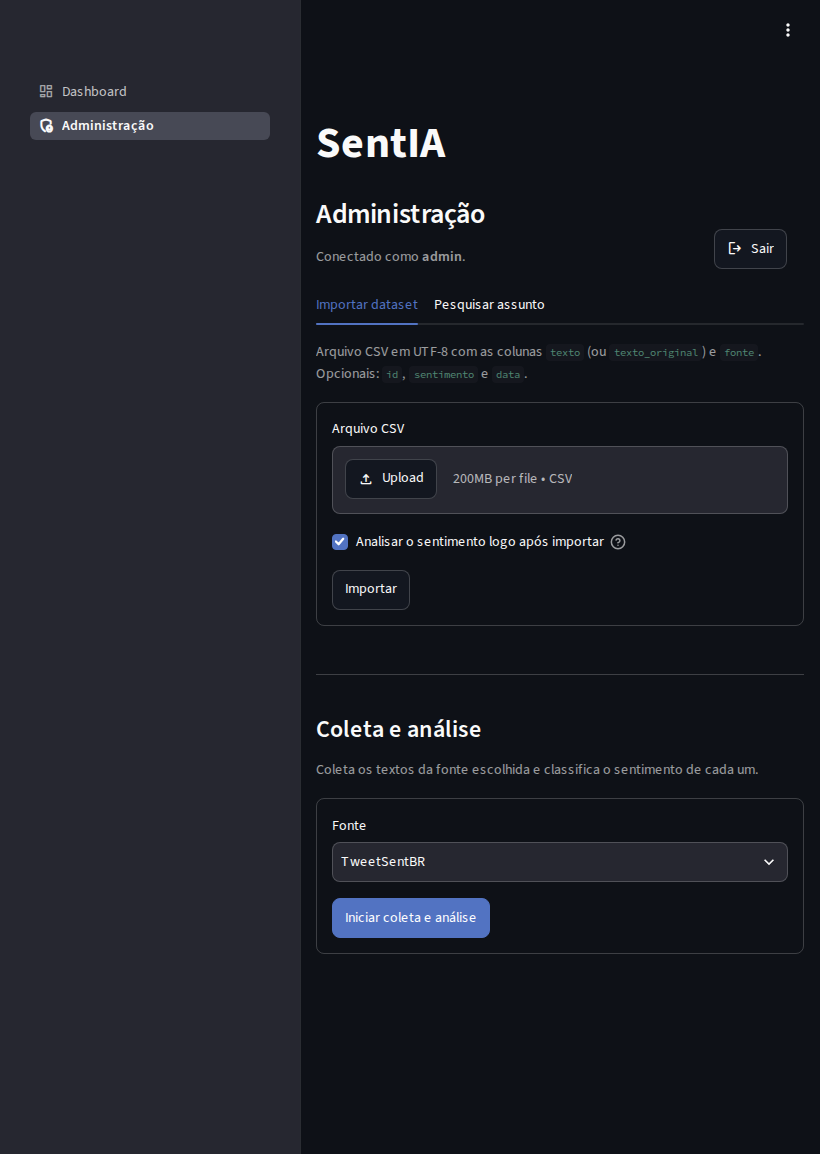 Dashboard
Administração
SentIA
Administração
Conectado como admin.
Sair
Importar dataset
Pesquisar assunto
Arquivo CSV em UTF-8 com as colunas texto (ou texto_original) e fonte.
Opcionais: id, sentimento e data.
Arquivo CSV
Upload
200MB per file • CSV
Analisar o sentimento logo após importar
Importar
Coleta e análise
Coleta os textos da fonte escolhida e classifica o sentimento de cada um.
Fonte
TweetSentBR
Iniciar coleta e análise